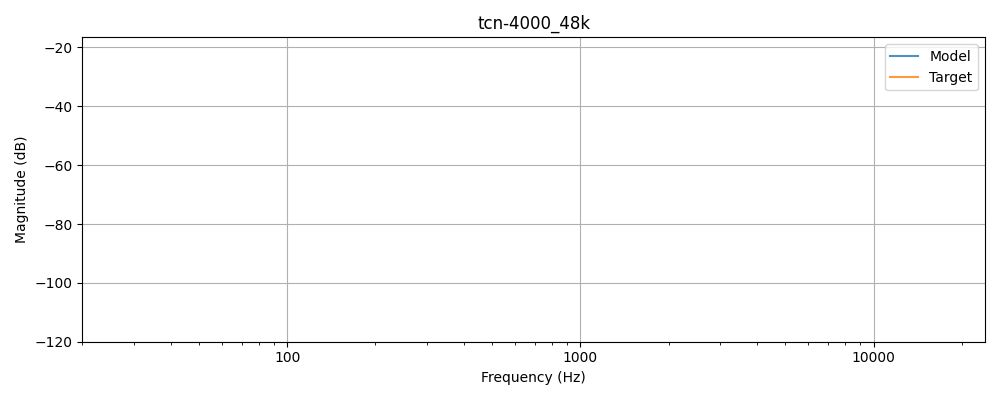 tcn-4000_48k
Model
Target
Magnitude (dB)
−20
−40
−60
−80
−100
−120
100
1000
10000
Frequency (Hz)